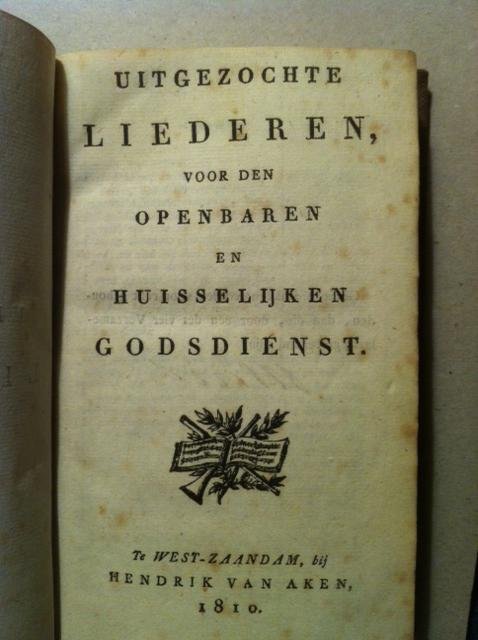 UITGEZOCHTE
LIEDEREN,
VOOR DEN
OPENBAREN
EN
HUISSELIJKEN
GODSDIENST.
Te WEST-ZAANDAM, bij
HENDRIK VAN AKEN,
1810.